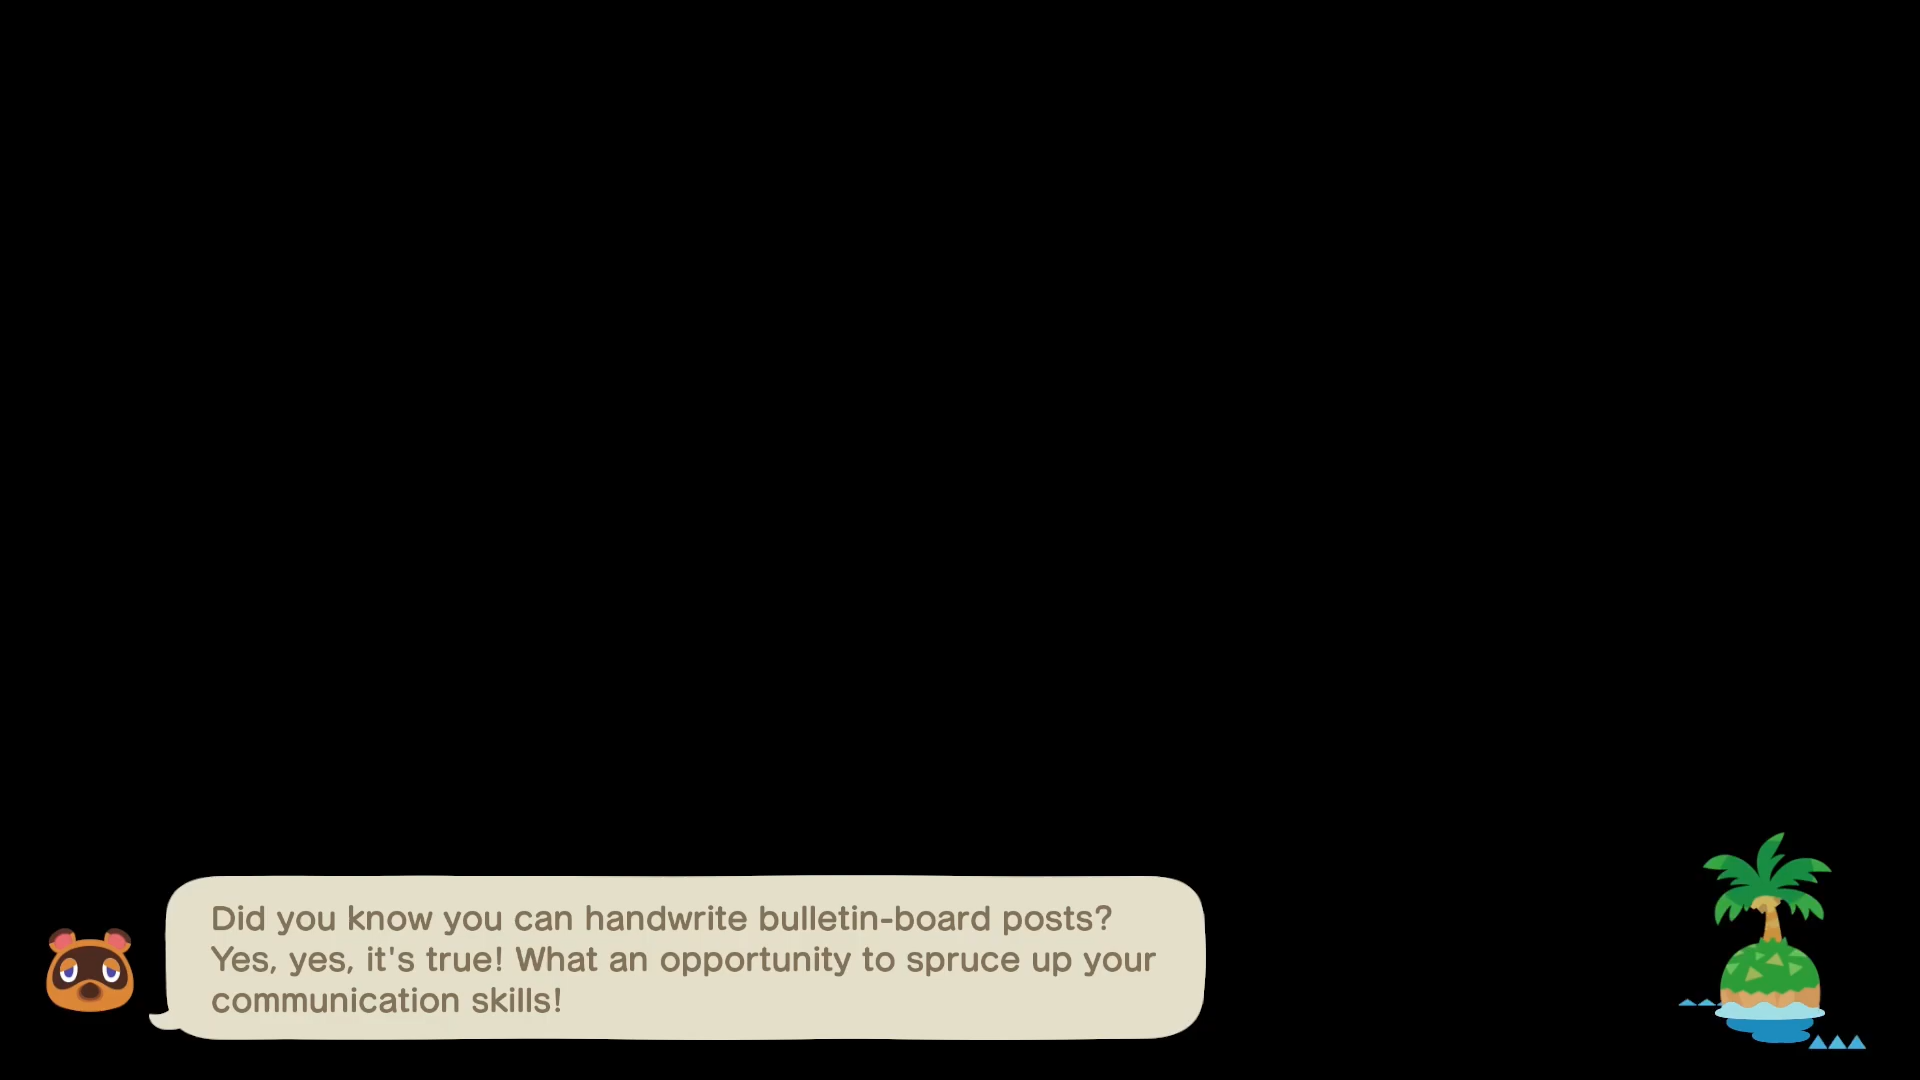 Did you know you can handwrite bulletin-board posts?
Yes, yes, it's true! What an opportunity to spruce up your
communication skills!